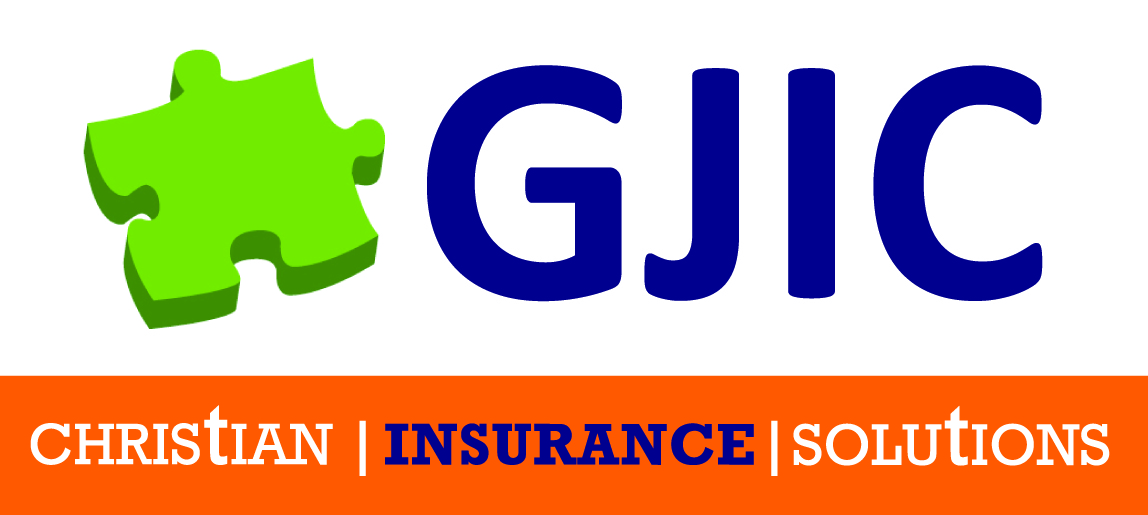 GJIC
CHRIStIAN | INSURANCE | SOLUtIONS